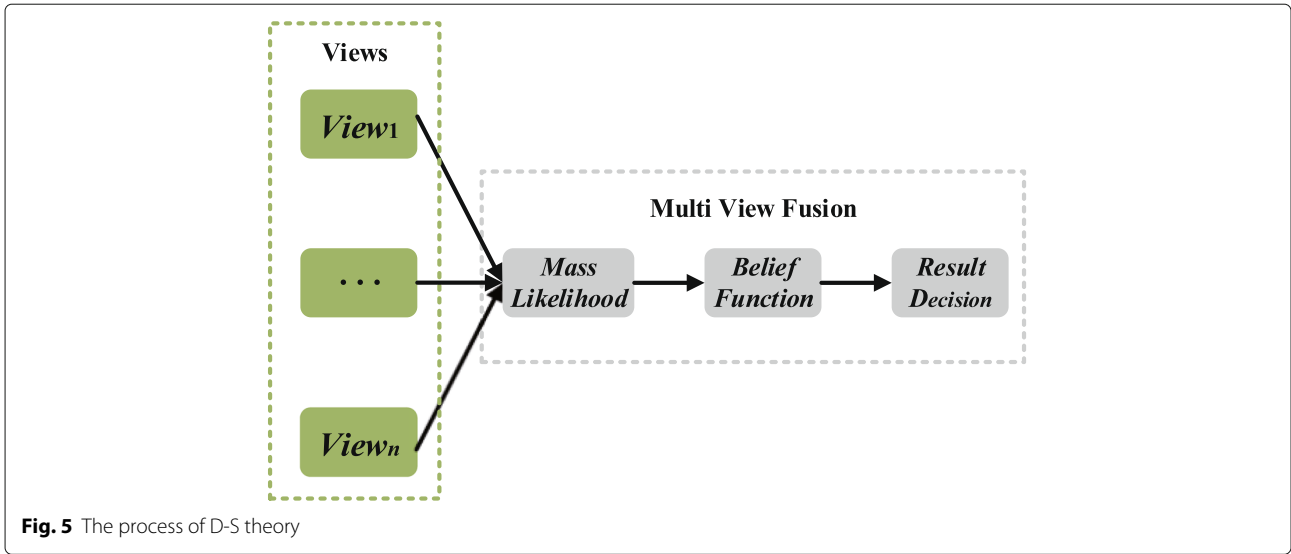 Views
View1
...
Viewn
Multi View Fusion
Mass
Likelihood
Belief
Function
Result
Decision
Fig. 5 The process of D-S theory